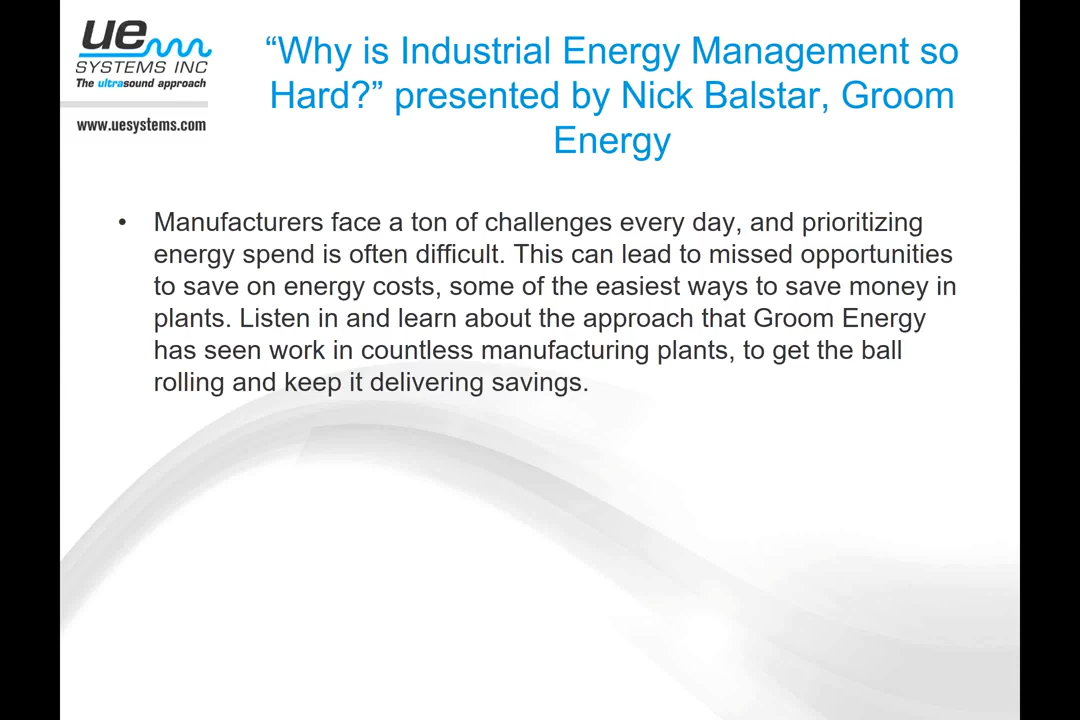 ue
SYSTEMS INC
The ultrasound approach
www.uesystems.com
“Why is Industrial Energy Management so
Hard?” presented by Nick Balstar, Groom
Energy
• Manufacturers face a ton of challenges every day, and prioritizing
energy spend is often difficult. This can lead to missed opportunities
to save on energy costs, some of the easiest ways to save money in
plants. Listen in and learn about the approach that Groom Energy
has seen work in countless manufacturing plants, to get the ball
rolling and keep it delivering savings.